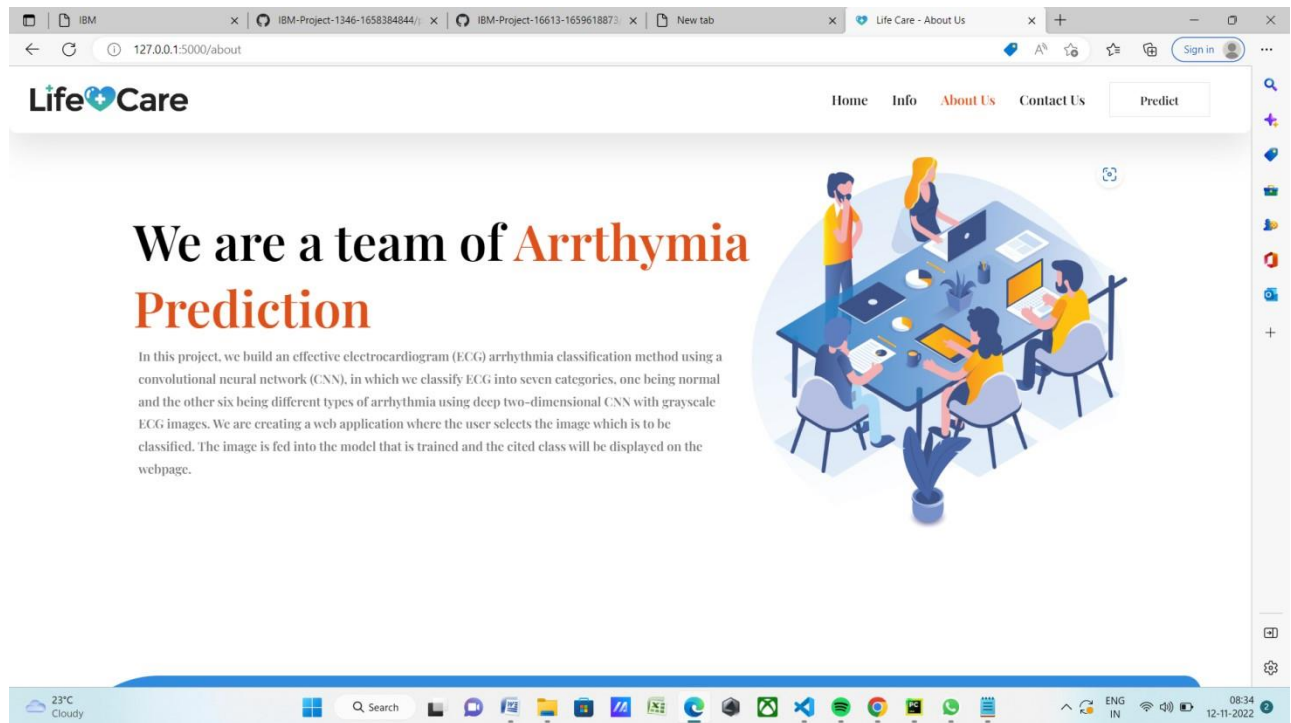 IBM
IBM-Project-1346-1658384844/
IBM-Project-16613-1659618873
New tab
Life Care - About Us
127.0.0.1:5000/about
Sign in
Life Care
Home Info About Us Contact Us Predict
We are a team of Arrthymia
Prediction
In this project, we build an effective electrocardiogram (ECG) arrhythmia classification method using a
convolutional neural network (CNN), in which we classify ECG into seven categories, one being normal
and the other six being different types of arrhythmia using deep two-dimensional CNN with grayscale
ECG images. We are creating a web application where the user selects the image which is to be
classified. The image is fed into the model that is trained and the cited class will be displayed on the
webpage.
23°C
Cloudy
Search
ENG
IN
08:34
12-11-2022
2